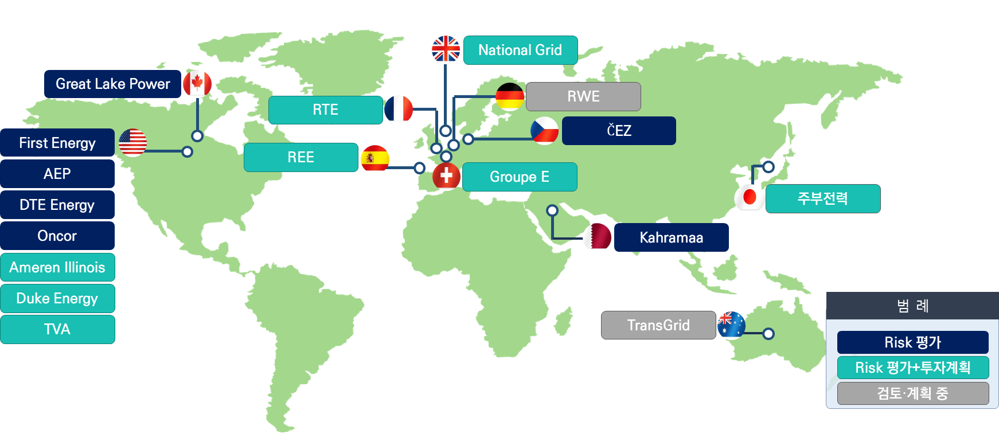 National Grid
Great Lake Power
RWE
RTE
ČEZ
First Energy
REE
AEP
Groupe E
DTE Energy
주부전력
Oncor
Kahramaa
Ameren Illinois
Duke Energy
TVA
TransGrid
범 례
Risk 평가
Risk 평가+투자계획
검토·계획 중